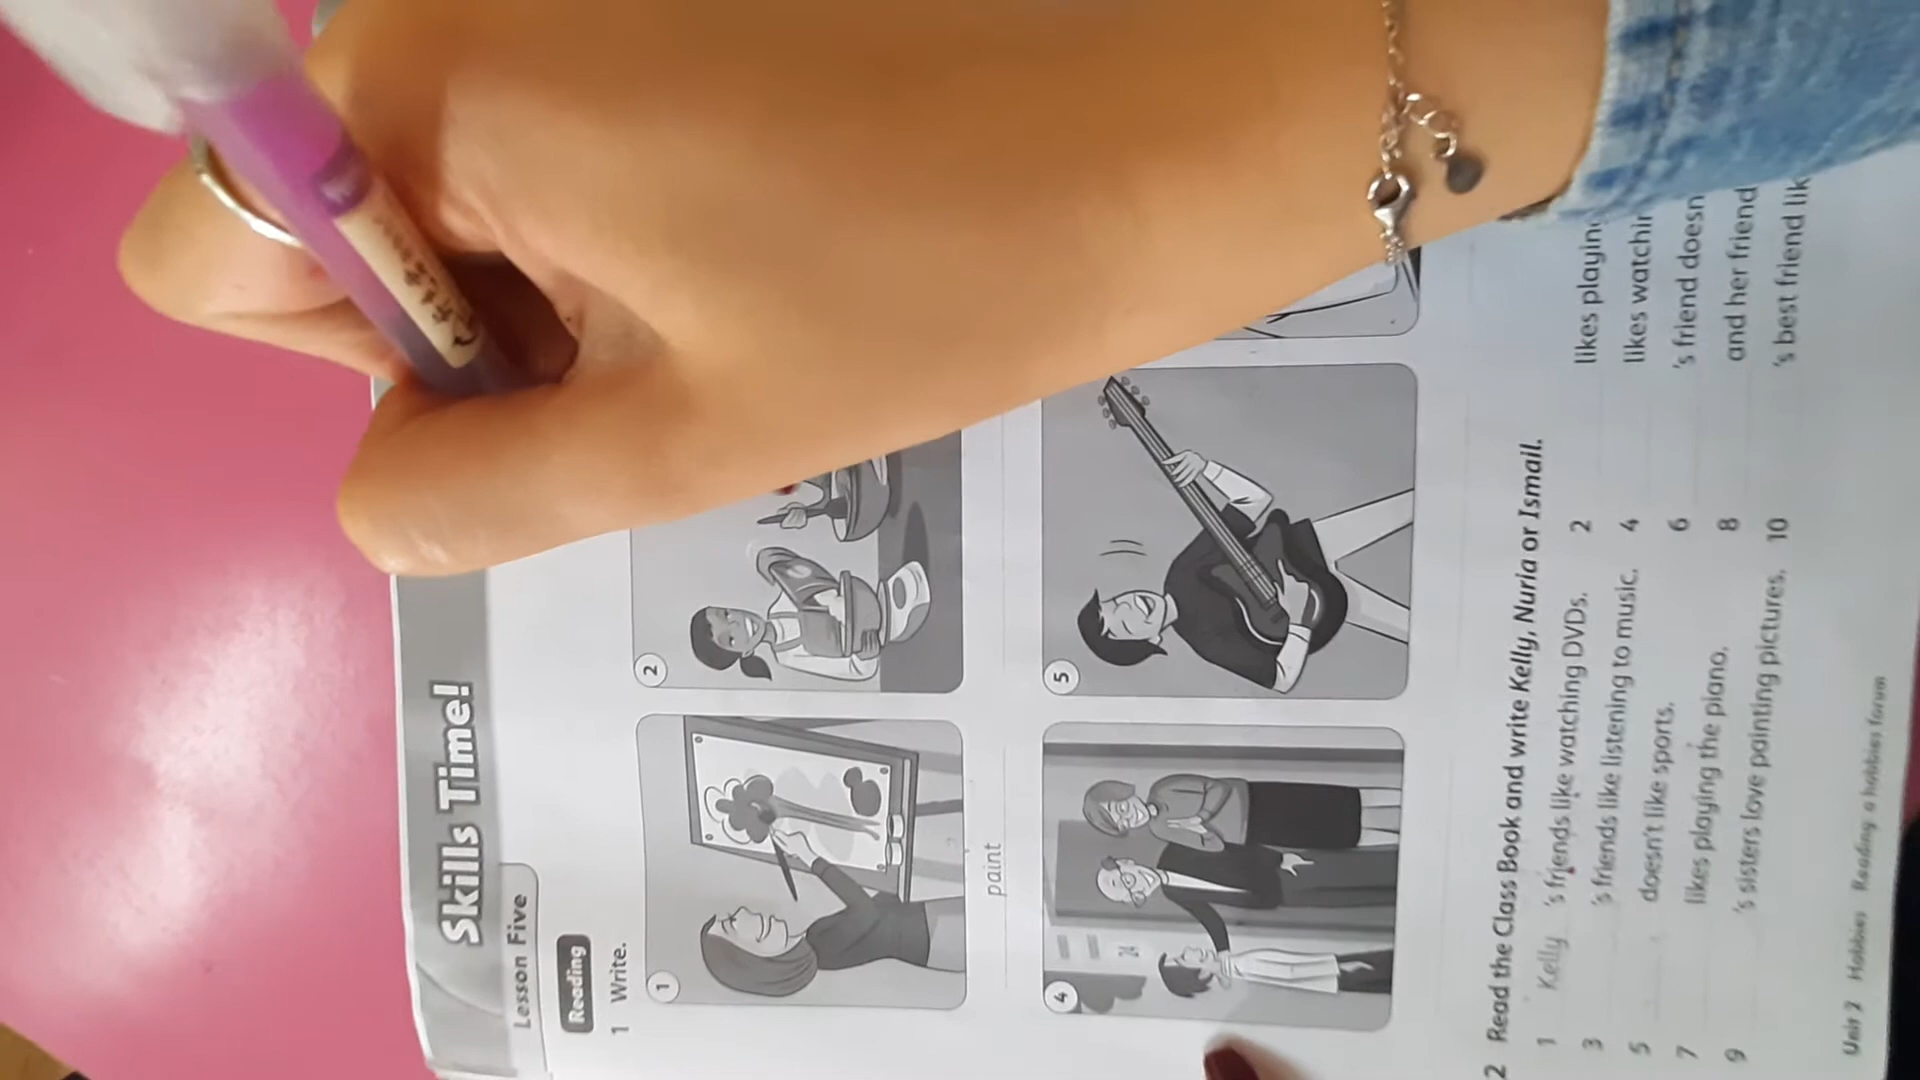 Skills Time!
Lesson Five
Reading
1 Write.
1
2
paint
4
24
5
2 Read the Class Book and write Kelly, Nuria or Ismail.
1 Kelly 's friends like watching DVDs. 2 likes playing
3 's friends like listening to music. 4 likes watchin
5 doesn't like sports. 6 's friend doesn
7 likes playing the piano. 8 and her friend
9 's sisters love painting pictures. 10 's best friend lik
Unit 2 Hobbies Reading: a hobbies forum